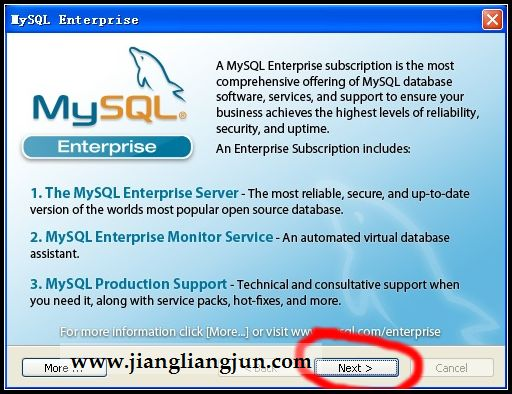 MySQL Enterprise
MySQL®
Enterprise
A MySQL Enterprise subscription is the most
comprehensive offering of MySQL database
software, services, and support to ensure your
business achieves the highest levels of reliability,
security, and uptime.
An Enterprise Subscription includes:
1. The MySQL Enterprise Server - The most reliable, secure, and up-to-date
version of the worlds most popular open source database.
2. MySQL Enterprise Monitor Service - An automated virtual database
assistant.
3. MySQL Production Support - Technical and consultative support when
you need it, along with service packs, hot-fixes, and more.
For more information click [More...] or visit www.mysql.com/enterprise
More ...
www.jiangliangjun.com
< Back
Next >
Cancel